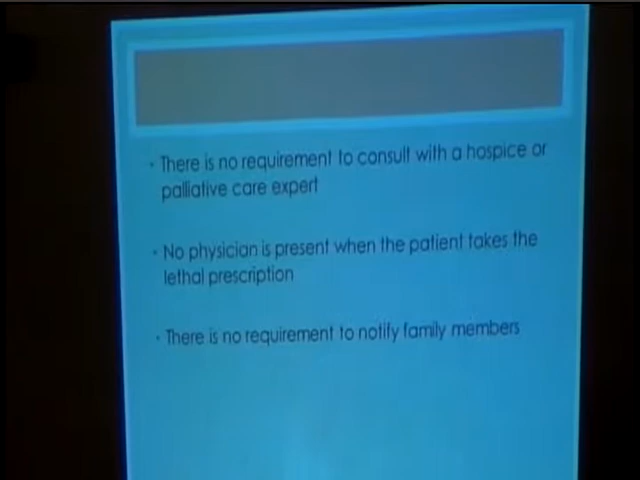 · There is no requirement to consult with a hospice or
palliative care expert
· No physician is present when the patient takes the
lethal prescription
· There is no requirement to notify family members